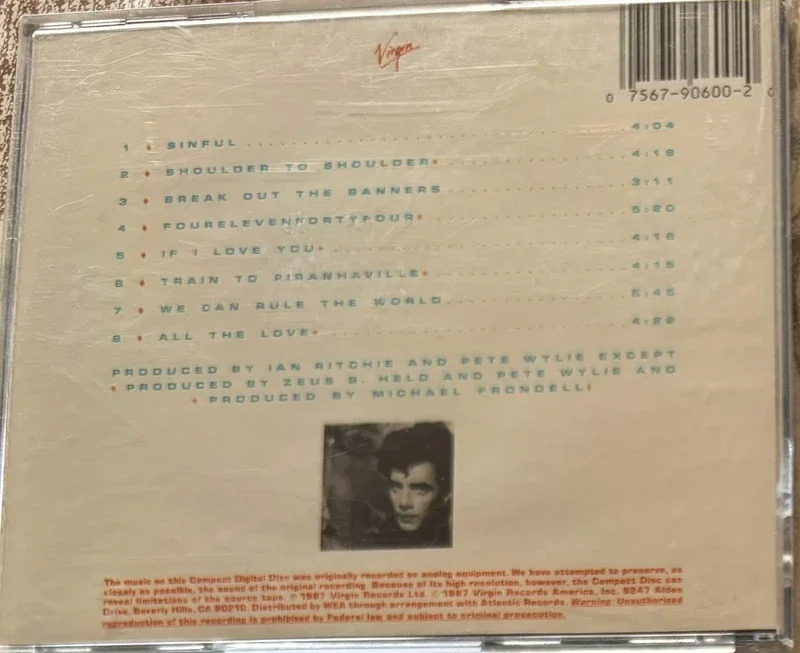 Virgin
0 7567-90600-2
1 ♦ SINFUL 4:04
2 ♦ SHOULDER TO SHOULDER* 4:19
3 ♦ BREAK OUT THE BANNERS 3:11
4 ♦ FOURELEVENFORTYFOUR* 5:20
5 ♦ IF I LOVE YOU* 4:16
6 ♦ TRAIN TO PIRANHAVILLE* 4:15
7 ♦ WE CAN RULE THE WORLD 5:45
8 ♦ ALL THE LOVE* 4:22
PRODUCED BY IAN RITCHIE AND PETE WYLIE EXCEPT
* PRODUCED BY ZEUS B. HELD AND PETE WYLIE AND
* PRODUCED BY MICHAEL FRONDELLI
The music on this Compact Digital Disc was originally recorded on analog equipment. We have attempted to preserve, as
closely as possible, the sound of the original recording. Because of its high resolution, however, the Compact Disc can
reveal limitations of the source tape. ℗ 1987 Virgin Records Ltd. © 1987 Virgin Records America, Inc. 9247 Alden
Drive, Beverly Hills, CA 90210. Distributed by WEA through arrangement with Atlantic Records. Warning: Unauthorized
reproduction of this recording is prohibited by Federal law and subject to criminal prosecution.